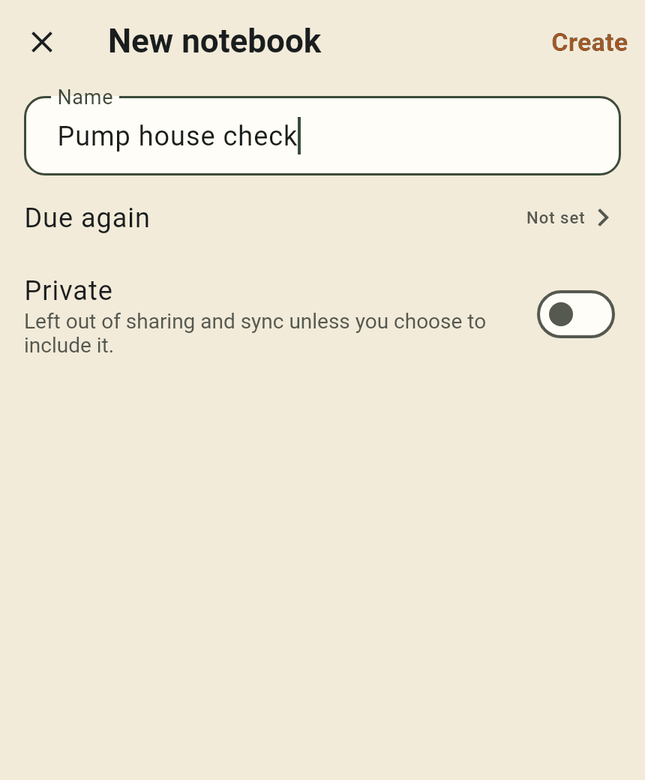 New notebook
Create
Name
Pump house check
Due again
Not set
Private
Left out of sharing and sync unless you choose to
include it.